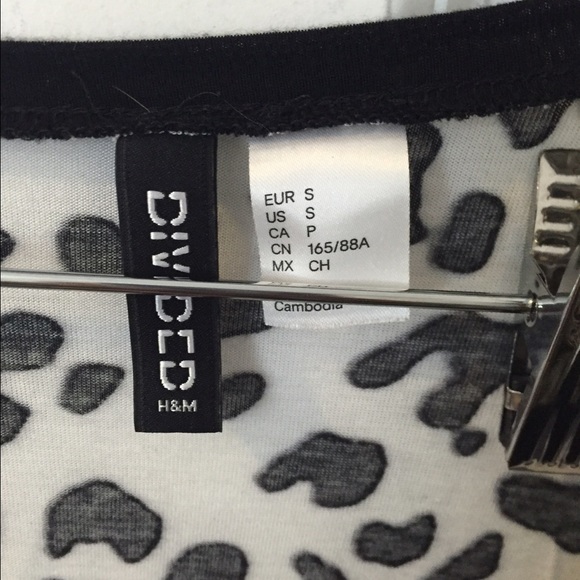 DIVIDED
H&M
EUR S
US S
CA P
CN 165/88A
MX CH
Cambodia